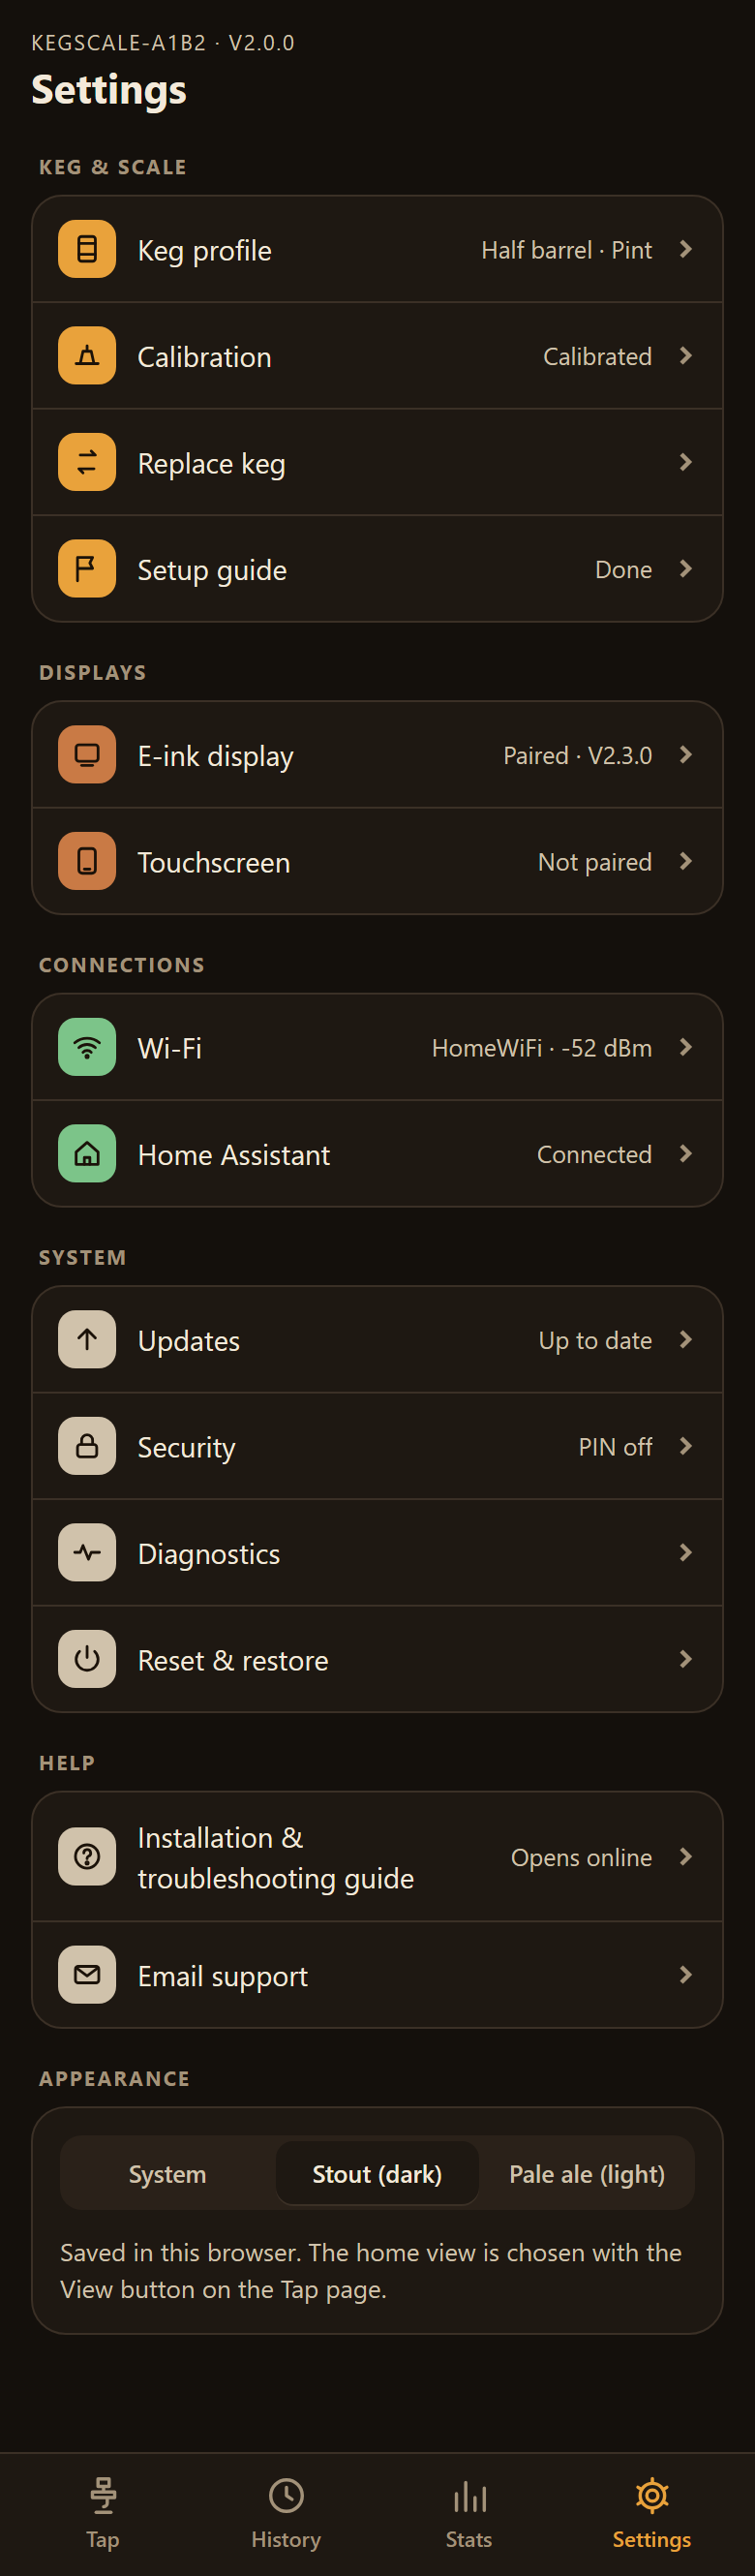 KEGSCALE-A1B2 · V2.0.0
Settings
KEG & SCALE
Keg profile Half barrel · Pint
Calibration Calibrated
Replace keg
Setup guide Done
DISPLAYS
E-ink display Paired · V2.3.0
Touchscreen Not paired
CONNECTIONS
Wi-Fi HomeWiFi · -52 dBm
Home Assistant Connected
SYSTEM
Updates Up to date
Security PIN off
Diagnostics
Reset & restore
HELP
Installation &
troubleshooting guide Opens online
Email support
APPEARANCE
System Stout (dark) Pale ale (light)
Saved in this browser. The home view is chosen with the
View button on the Tap page.
Tap History Stats Settings